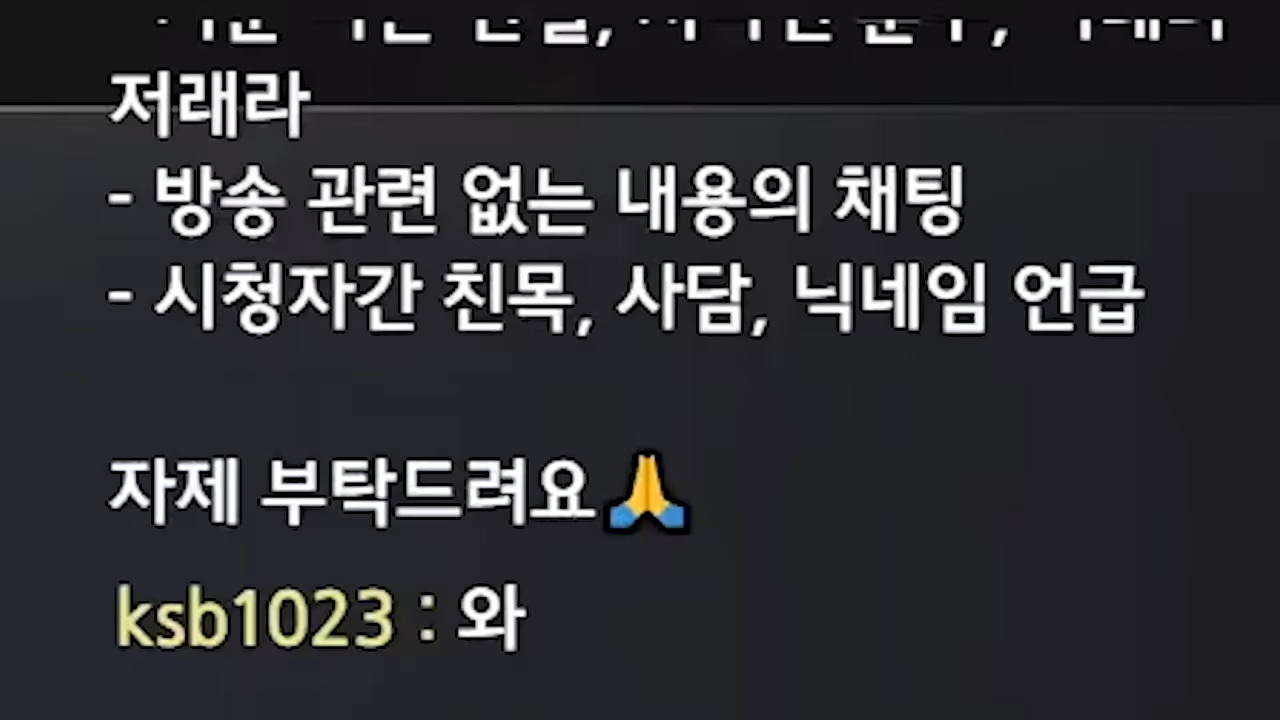 저래라
- 방송 관련 없는 내용의 채팅
- 시청자간 친목, 사담, 닉네임 언급
자제 부탁드려요🙏
ksb1023 : 와